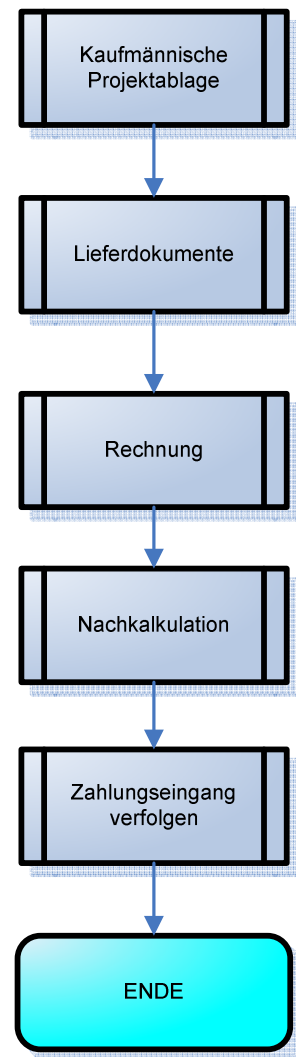 Kaufmännische
Projektablage
Lieferdokumente
Rechnung
Nachkalkulation
Zahlungseingang
verfolgen
ENDE